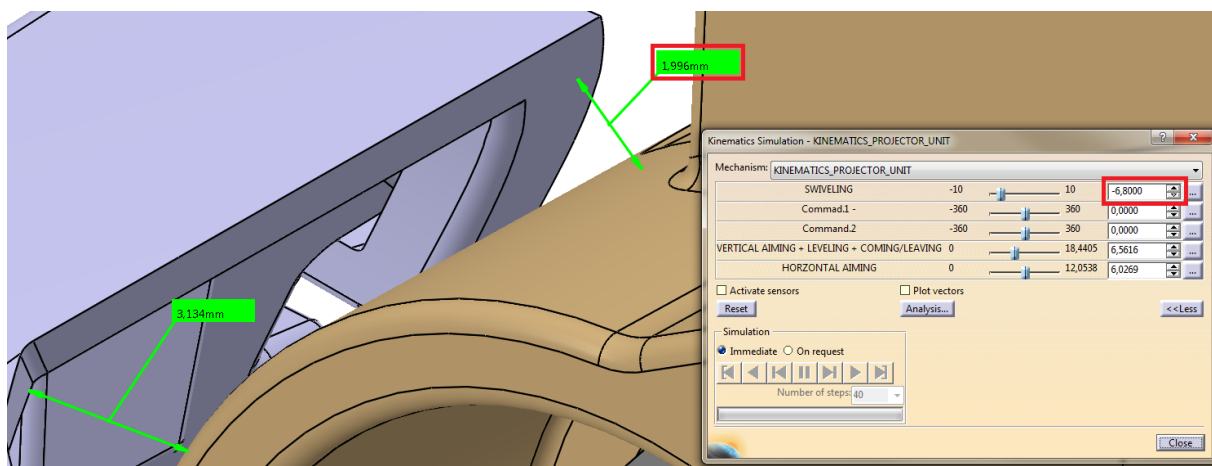 1,996mm
3,134mm
Kinematics Simulation - KINEMATICS_PROJECTOR_UNIT
Mechanism: KINEMATICS_PROJECTOR_UNIT
SWIVELING -10 10 -6,8000 ...
Commad.1 - -360 360 0,0000 ...
Command.2 -360 360 0,0000 ...
VERTICAL AIMING + LEVELING + COMING/LEAVING 0 18,4405 6,5616 ...
HORZONTAL AIMING 0 12,0538 6,0269 ...
Activate sensors Plot vectors
Reset Analysis... <<Less
Simulation
Immediate On request
Number of steps: 40
Close